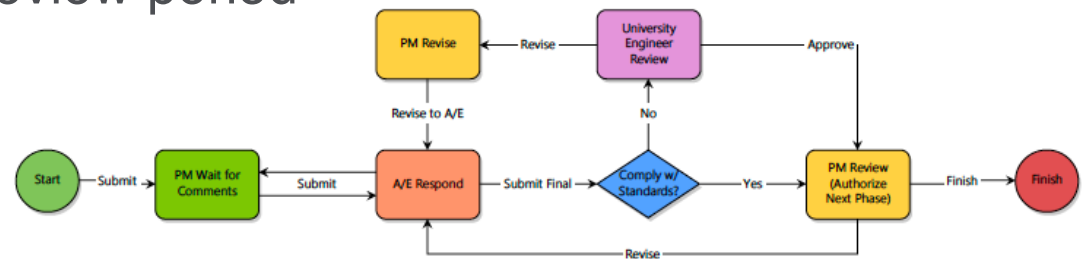 period
PM Revise
Revise
University
Engineer
Review
Approve
Revise to A/E
No
Start
Submit
PM Wait for
Comments
Submit
A/E Respond
Submit Final
Comply w/
Standards?
Yes
PM Review
(Authorize
Next Phase)
Finish
Finish
Revise